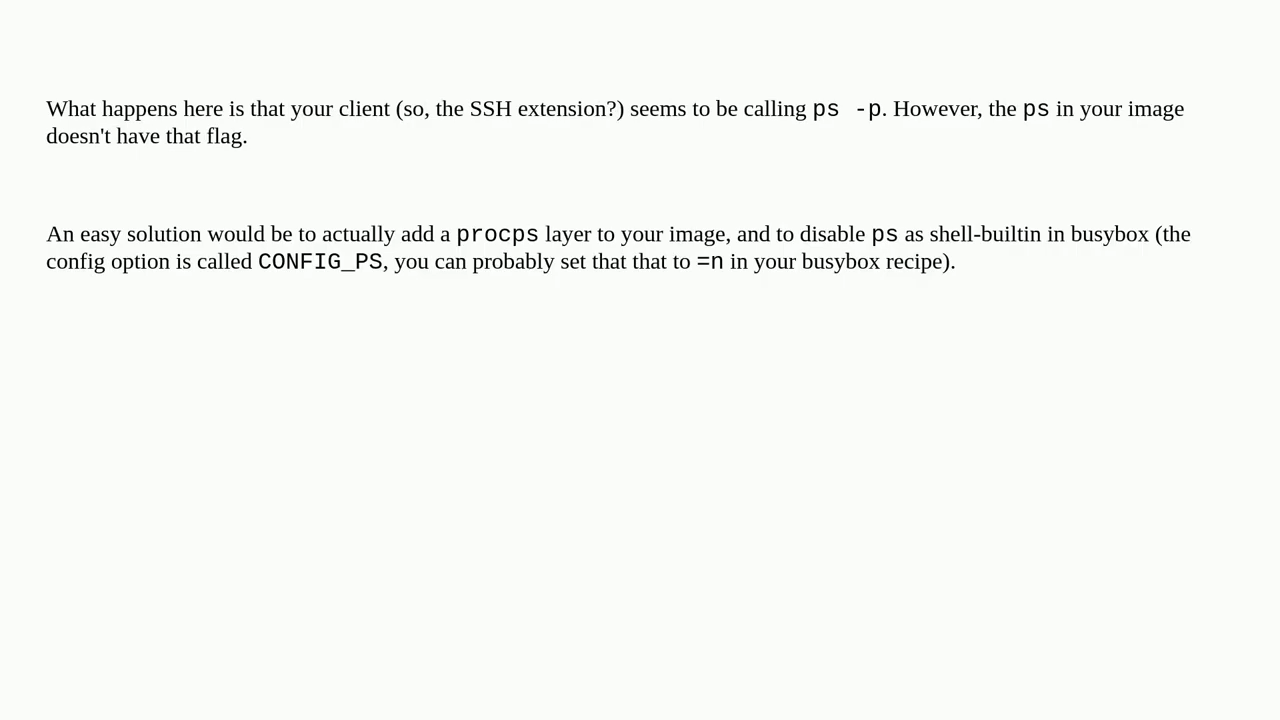 What happens here is that your client (so, the SSH extension?) seems to be calling ps -p. However, the ps in your image
doesn't have that flag.
An easy solution would be to actually add a procps layer to your image, and to disable ps as shell-builtin in busybox (the
config option is called CONFIG_PS, you can probably set that that to =n in your busybox recipe).